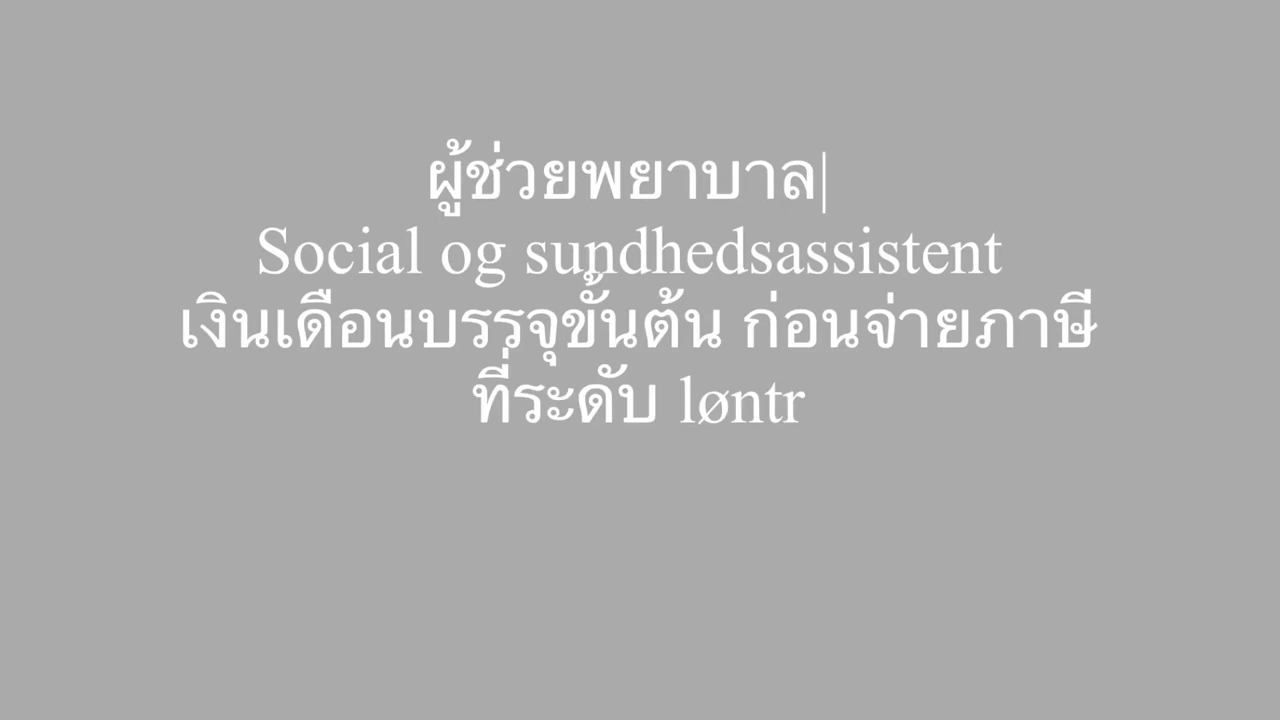 ผู้ช่วยพยาบาล|
Social og sundhedsassistent
เงินเดือนบรรจุขั้นต้น ก่อนจ่ายภาษี
ที่ระดับ løntr